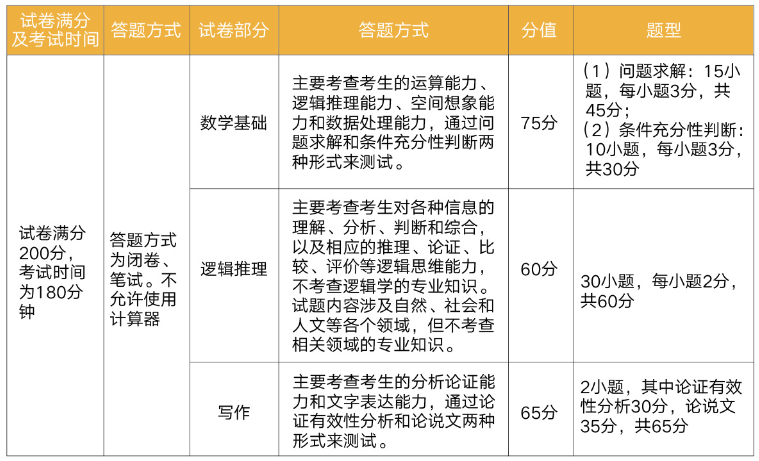 试卷满分
及考试时间
答题方式
试卷部分
答题方式
分值
题型
试卷满分
200分，
考试时间
为180分
钟
答题方式
为闭卷、
笔试。不
允许使用
计算器
数学基础
主要考查考生的运算能力、
逻辑推理能力、空间想象能
力和数据处理能力，通过问
题求解和条件充分性判断两
种形式来测试。
75分
（1）问题求解：15小
题，每小题3分，共
45分；
（2）条件充分性判断：
10小题，每小题3分，
共30分
逻辑推理
主要考查考生对各种信息的
理解、分析、判断和综合，
以及相应的推理、论证、比
较、评价等逻辑思维能力，
不考查逻辑学的专业知识。
试题内容涉及自然、社会和
人文等各个领域，但不考查
相关领域的专业知识。
60分
30小题，每小题2分，
共60分
写作
主要考查考生的分析论证能
力和文字表达能力，通过论
证有效性分析和论说文两种
形式来测试。
65分
2小题，其中论证有效
性分析30分，论说文
35分，共65分